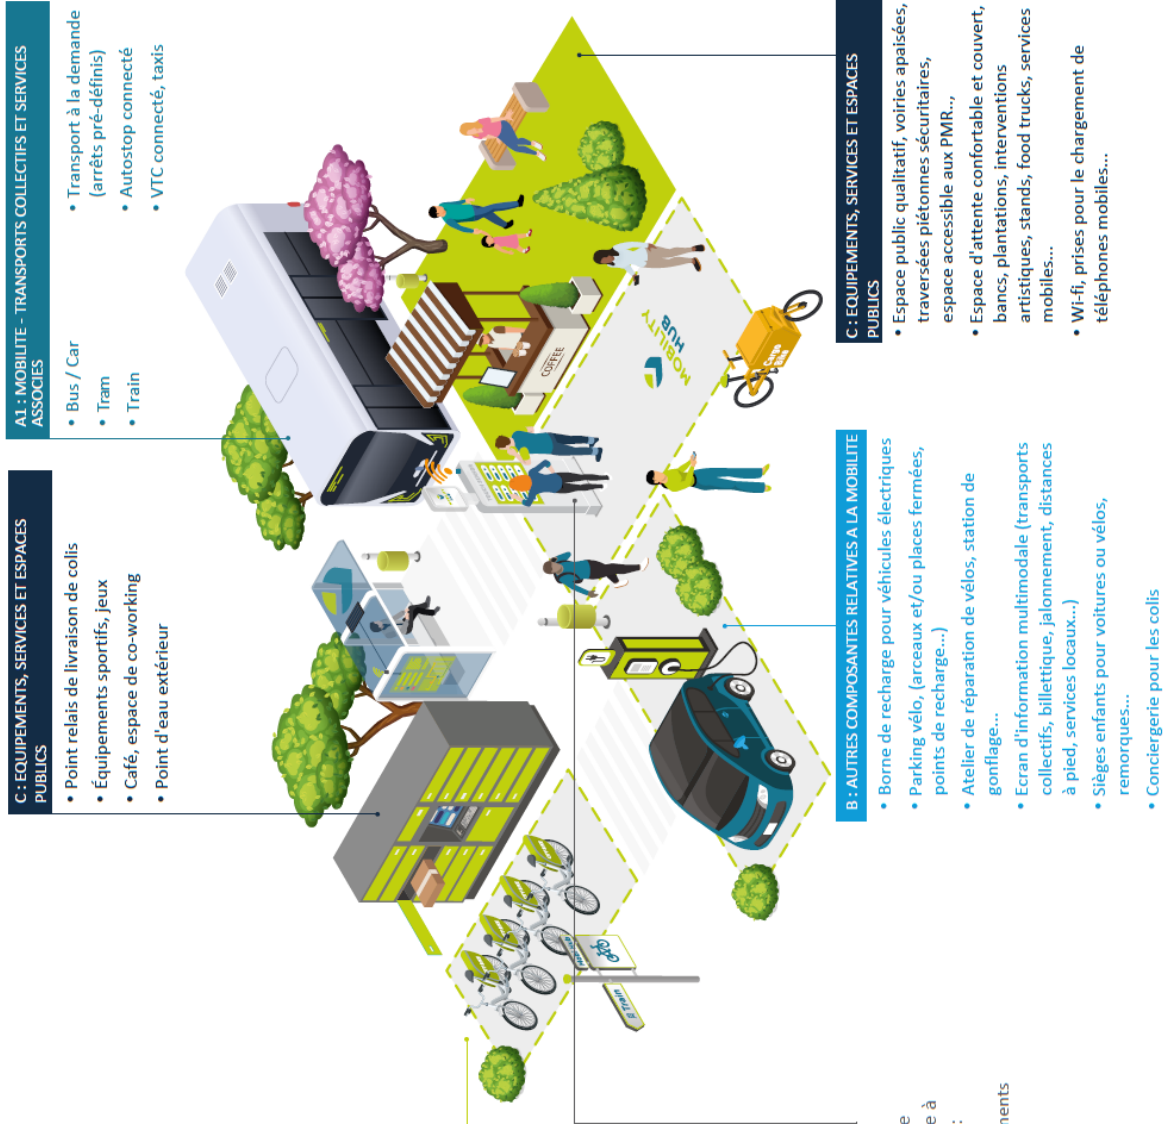 C : EQUIPEMENTS, SERVICES ET ESPACES
PUBLICS
• Point relais de livraison de colis
• Équipements sportifs, jeux
• Café, espace de co-working
• Point d'eau extérieur
A1 : MOBILITE - TRANSPORTS COLLECTIFS ET SERVICES
ASSOCIES
• Bus / Car
• Tram
• Train
• Transport à la demande
(arrêts pré-définis)
• Autostop connecté
• VTC connecté, taxis
COFFEE
MOBILITY
HUB
Cargo
Bike
Train
B : AUTRES COMPOSANTES RELATIVES A LA MOBILITE
• Borne de recharge pour véhicules électriques
• Parking vélo, (arceaux et/ou places fermées,
points de recharge...)
• Atelier de réparation de vélos, station de
gonflage...
• Ecran d'information multimodale (transports
collectifs, billettique, jalonnement, distances
à pied, services locaux...)
• Sièges enfants pour voitures ou vélos,
remorques...
• Conciergerie pour les colis
C : EQUIPEMENTS, SERVICES ET ESPACES
PUBLICS
• Espace public qualitatif, voiries apaisées,
traversées piétonnes sécuritaires,
espace accessible aux PMR..,
• Espace d'attente confortable et couvert,
bancs, plantations, interventions
artistiques, stands, food trucks, services
mobiles...
• Wi-fi, prises pour le chargement de
téléphones mobiles...
e
e à
:
ments